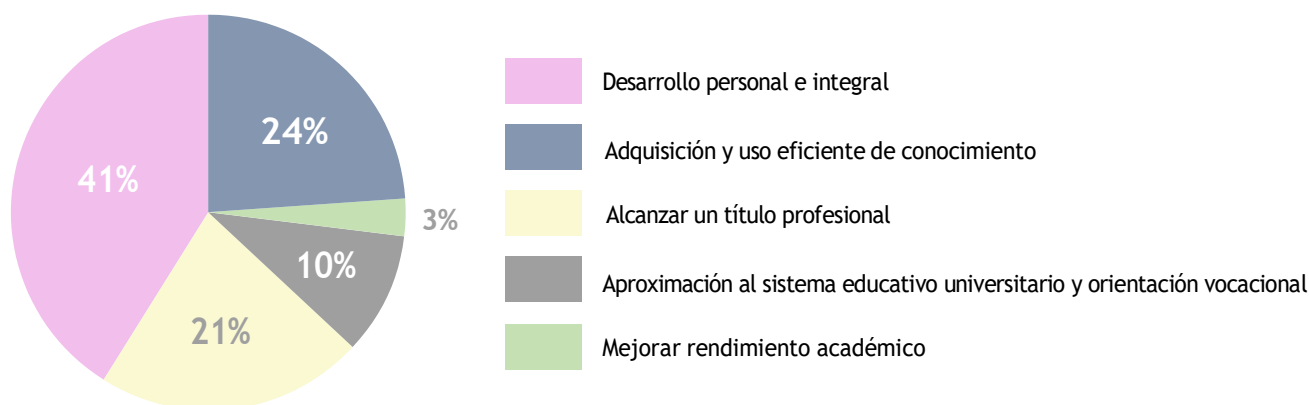 24%
41%
3%
10%
21%
Desarrollo personal e integral
Adquisición y uso eficiente de conocimiento
Alcanzar un título profesional
Aproximación al sistema educativo universitario y orientación vocacional
Mejorar rendimiento académico